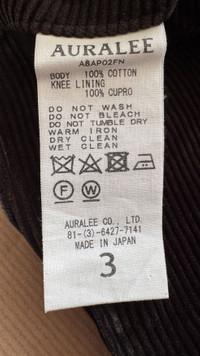 AURALEE
A8AP02FN
BODY 100% COTTON
KNEE LINING
100% CUPRO
DO NOT WASH
DO NOT BLEACH
DO NOT TUMBLE DRY
WARM IRON
DRY CLEAN
WET CLEAN
F W
AURALEE CO., LTD.
81-(3)-6427-7141
MADE IN JAPAN
3